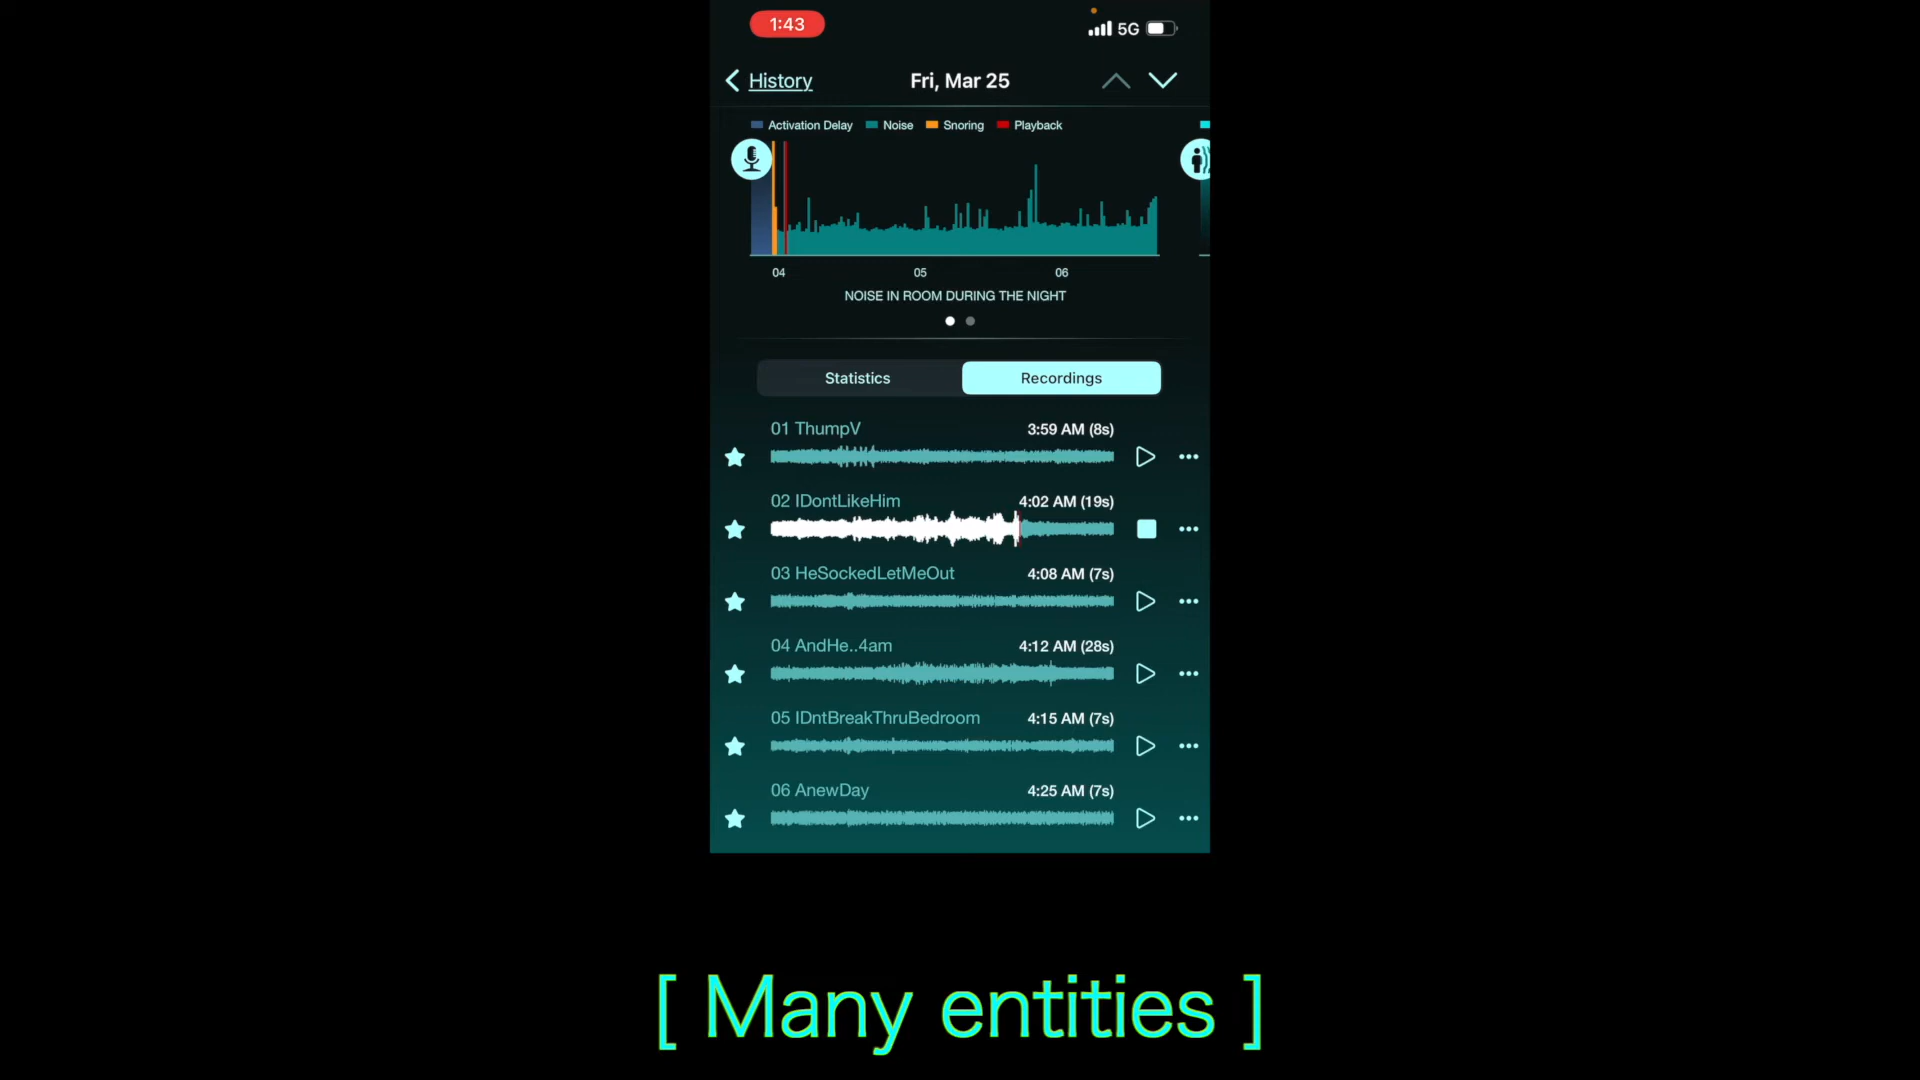 1:43
5G
History
Fri, Mar 25
Activation Delay Noise Snoring Playback
04 05 06
NOISE IN ROOM DURING THE NIGHT
Statistics Recordings
01 ThumpV 3:59 AM (8s)
02 IDontLikeHim 4:02 AM (19s)
03 HeSockedLetMeOut 4:08 AM (7s)
04 AndHe..4am 4:12 AM (28s)
05 IDntBreakThruBedroom 4:15 AM (7s)
06 AnewDay 4:25 AM (7s)
[ Many entities ]